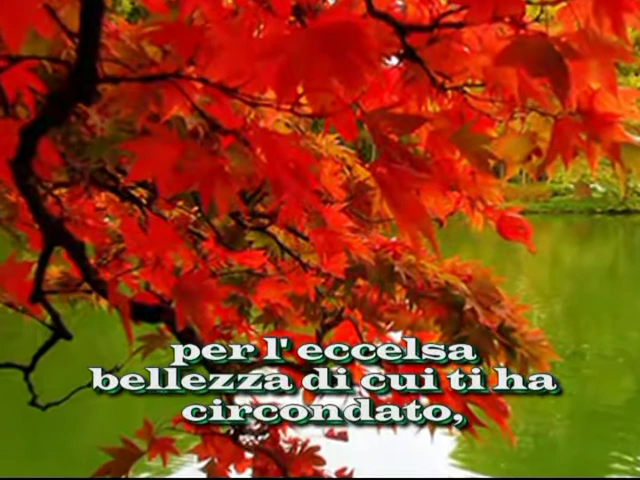 per l' eccelsa
bellezza di cui ti ha
circondato,